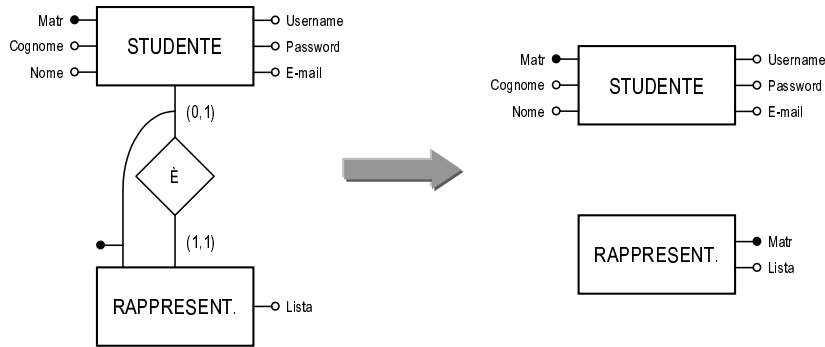 Matr
Cognome
Nome
STUDENTE
Username
Password
E-mail
(0,1)
È
(1,1)
RAPPRESENT.
Lista
Matr
Cognome
Nome
STUDENTE
Username
Password
E-mail
RAPPRESENT.
Matr
Lista